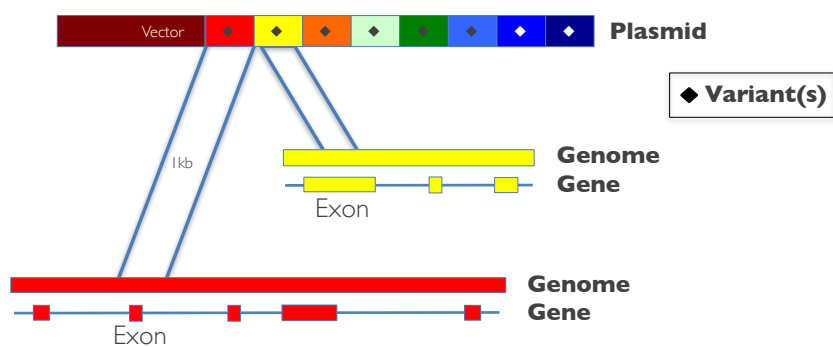 Vector
Plasmid
◆ Variant(s)
1kb
Genome
Gene
Exon
Genome
Gene
Exon